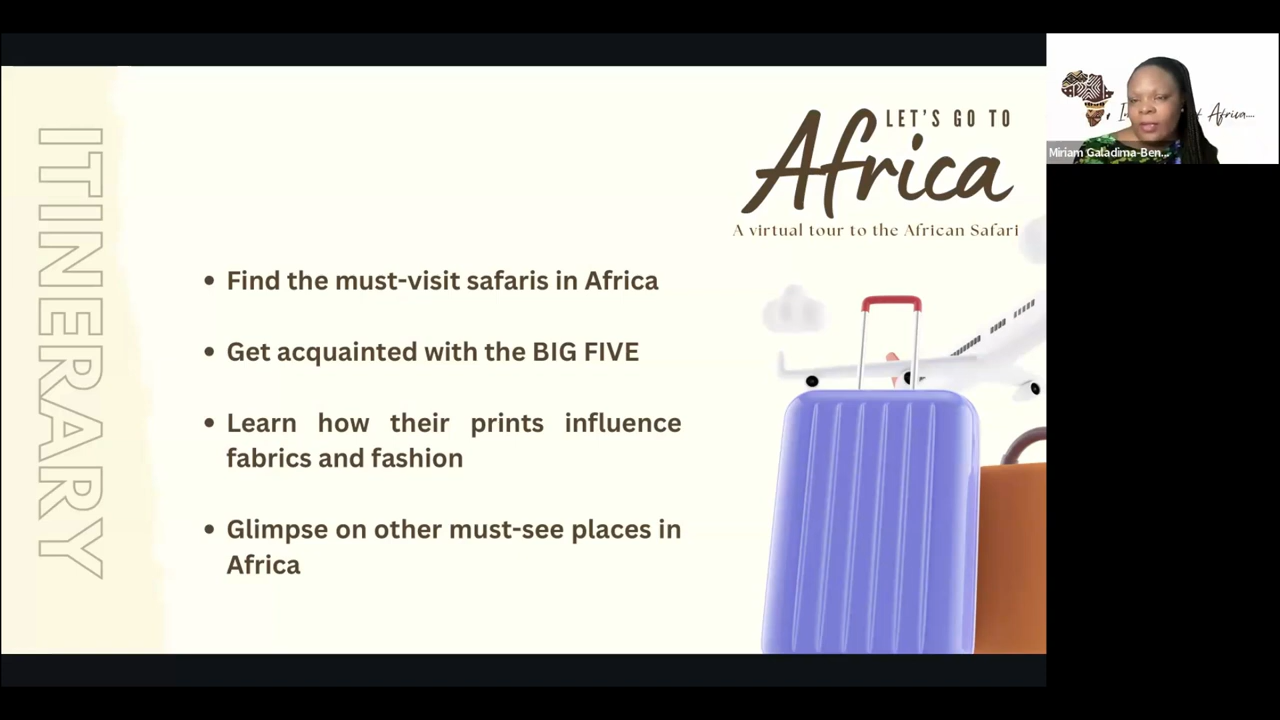 ITINERARY
LET'S GO TO
Africa
A virtual tour to the African Safari
• Find the must-visit safaris in Africa
• Get acquainted with the BIG FIVE
• Learn how their prints influence
fabrics and fashion
• Glimpse on other must-see places in
Africa
Africa....
Miriam Galadima-Ben...